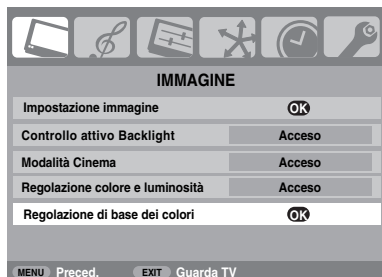 IMMAGINE
Impostazione immagine OK
Controllo attivo Backlight Acceso
Modalità Cinema Acceso
Regolazione colore e luminosità Acceso
Regolazione di base dei colori OK
MENU Preced. EXIT Guarda TV